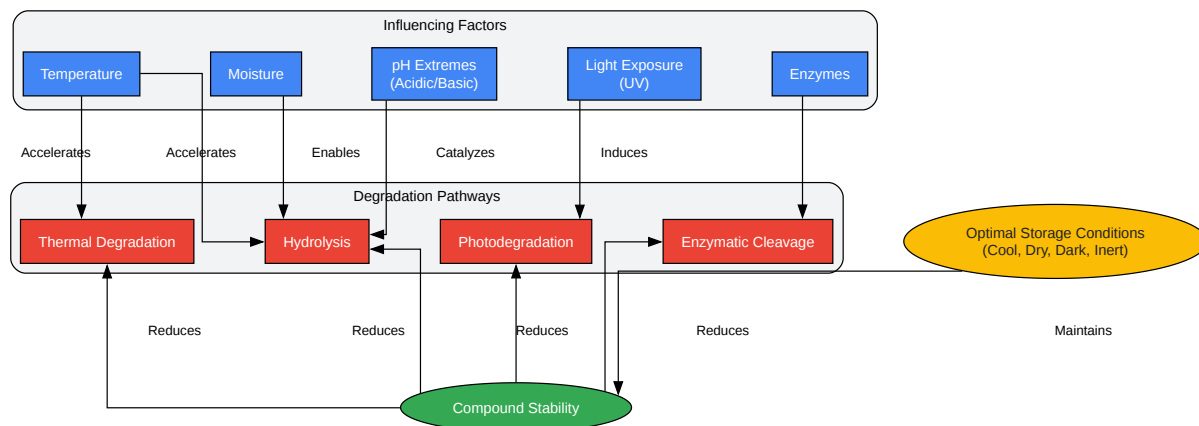 Influencing Factors
Temperature
Moisture
pH Extremes
(Acidic/Basic)
Light Exposure
(UV)
Enzymes
Accelerates
Accelerates
Enables
Catalyzes
Induces
Degradation Pathways
Thermal Degradation
Hydrolysis
Photodegradation
Enzymatic Cleavage
Optimal Storage Conditions
(Cool, Dry, Dark, Inert)
Reduces
Reduces
Reduces
Reduces
Maintains
Compound Stability